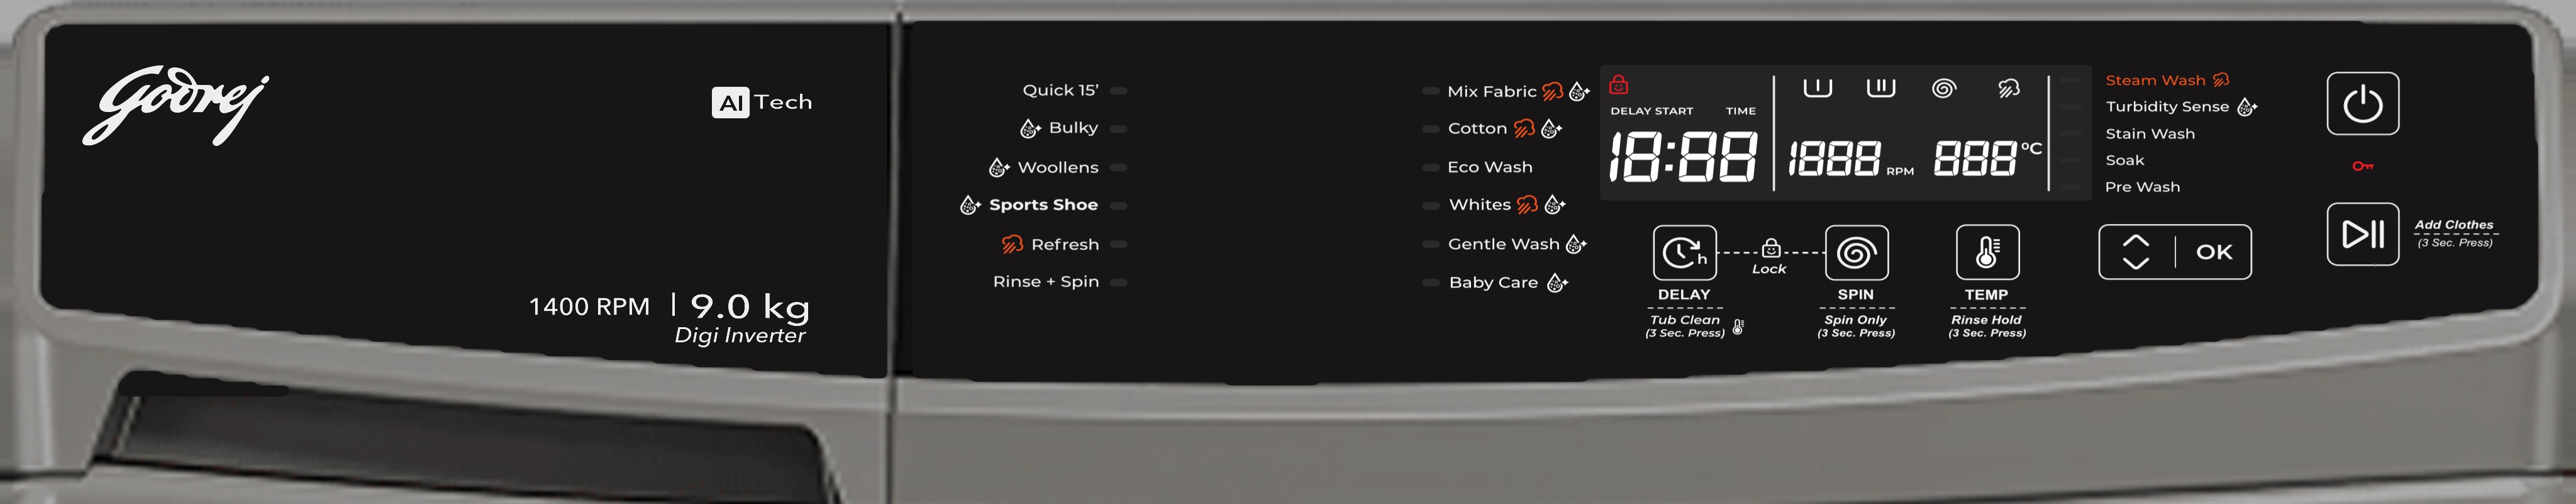 Godrej
AI Tech
1400 RPM | 9.0 kg
Digi Inverter
Quick 15’
Bulky
Woollens
Sports Shoe
Refresh
Rinse + Spin
Mix Fabric
Cotton
Eco Wash
Whites
Gentle Wash
Baby Care
DELAY START TIME
18:88
1888 RPM
888 °C
Steam Wash
Turbidity Sense
Stain Wash
Soak
Pre Wash
h
Lock
DELAY
Tub Clean
(3 Sec. Press)
SPIN
Spin Only
(3 Sec. Press)
TEMP
Rinse Hold
(3 Sec. Press)
OK
Add Clothes
(3 Sec. Press)